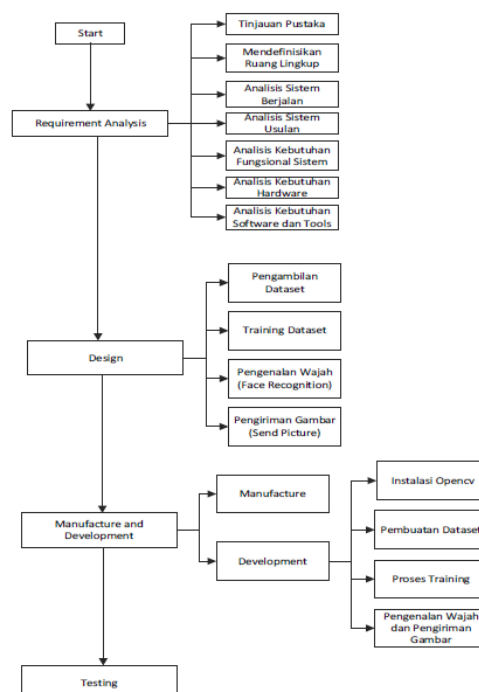 Start
Requirement Analysis
Tinjauan Pustaka
Mendefinisikan
Ruang Lingkup
Analisis Sistem
Berjalan
Analisis Sistem
Usulan
Analisis Kebutuhan
Fungsional Sistem
Analisis Kebutuhan
Hardware
Analisis Kebutuhan
Software dan Tools
Design
Pengambilan
Dataset
Training Dataset
Pengenalan Wajah
(Face Recognition)
Pengiriman Gambar
(Send Picture)
Manufacture and
Development
Manufacture
Development
Instalasi Opencv
Pembuatan Dataset
Proses Training
Pengenalan Wajah
dan Pengiriman
Gambar
Testing